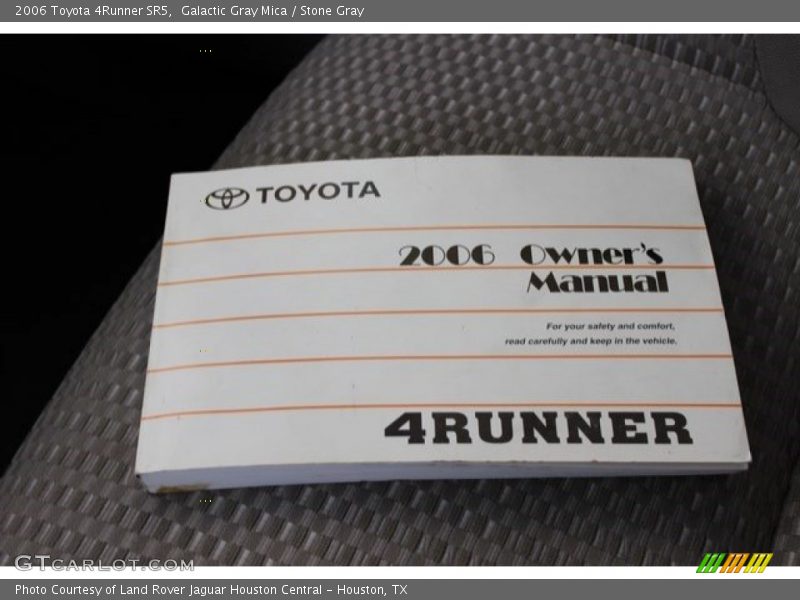 2006 Toyota 4Runner SR5,  Galactic Gray Mica / Stone Gray
TOYOTA
2006 Owner's
Manual
For your safety and comfort,
read carefully and keep in the vehicle.
4RUNNER
GTCARLOT.COM
Photo Courtesy of Land Rover Jaguar Houston Central - Houston, TX